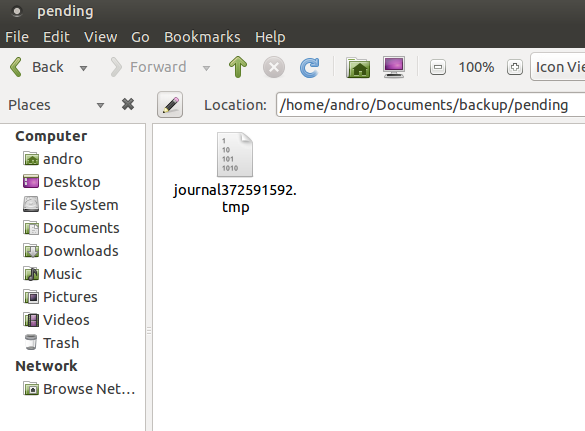 pending
File Edit View Go Bookmarks Help
Back Forward 100% Icon Vie
Places Location: /home/andro/Documents/backup/pending
Computer
andro
Desktop
File System
Documents
Downloads
Music
Pictures
Videos
Trash
Network
Browse Net...
1
10
101
1010
journal372591592.
tmp